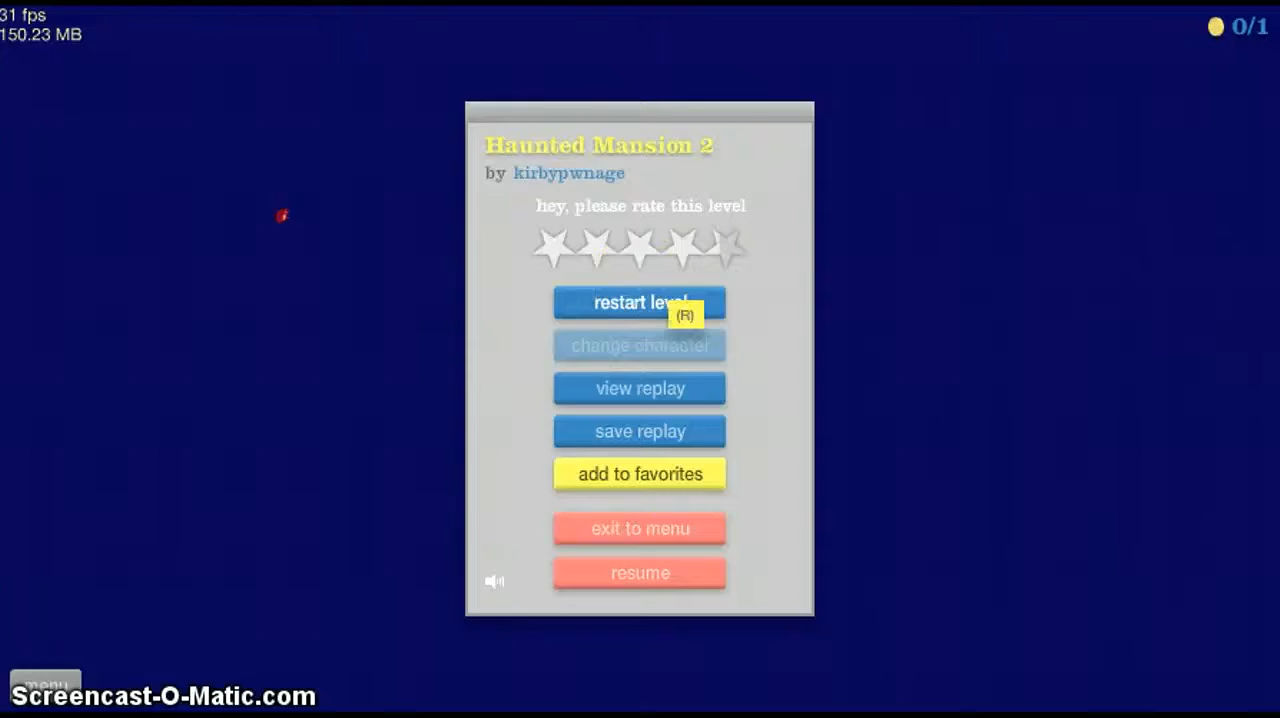 31 fps
150.23 MB
0/1
Haunted Mansion 2
by kirbypwnage
hey, please rate this level
restart level
(R)
change character
view replay
save replay
add to favorites
exit to menu
resume
menu
Screencast-O-Matic.com